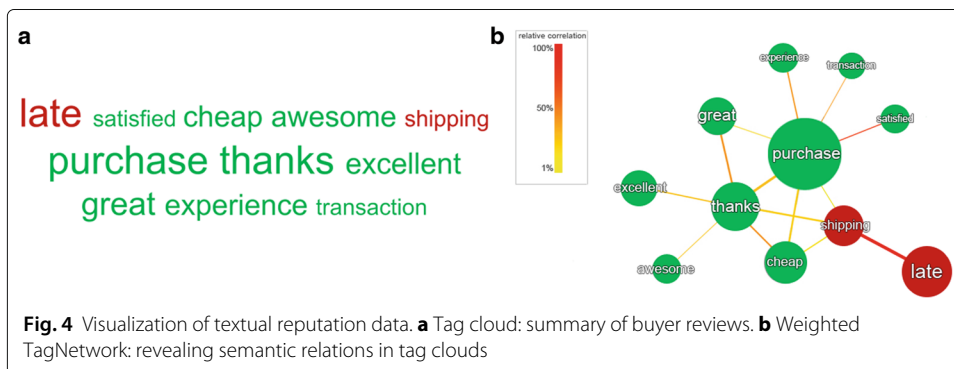 a
late satisfied cheap awesome shipping
purchase thanks excellent
great experience transaction
b
relative correlation
100%
50%
1%
experience
transaction
great
satisfied
purchase
excellent
thanks
shipping
cheap
awesome
late
Fig. 4 Visualization of textual reputation data. a Tag cloud: summary of buyer reviews. b Weighted
TagNetwork: revealing semantic relations in tag clouds